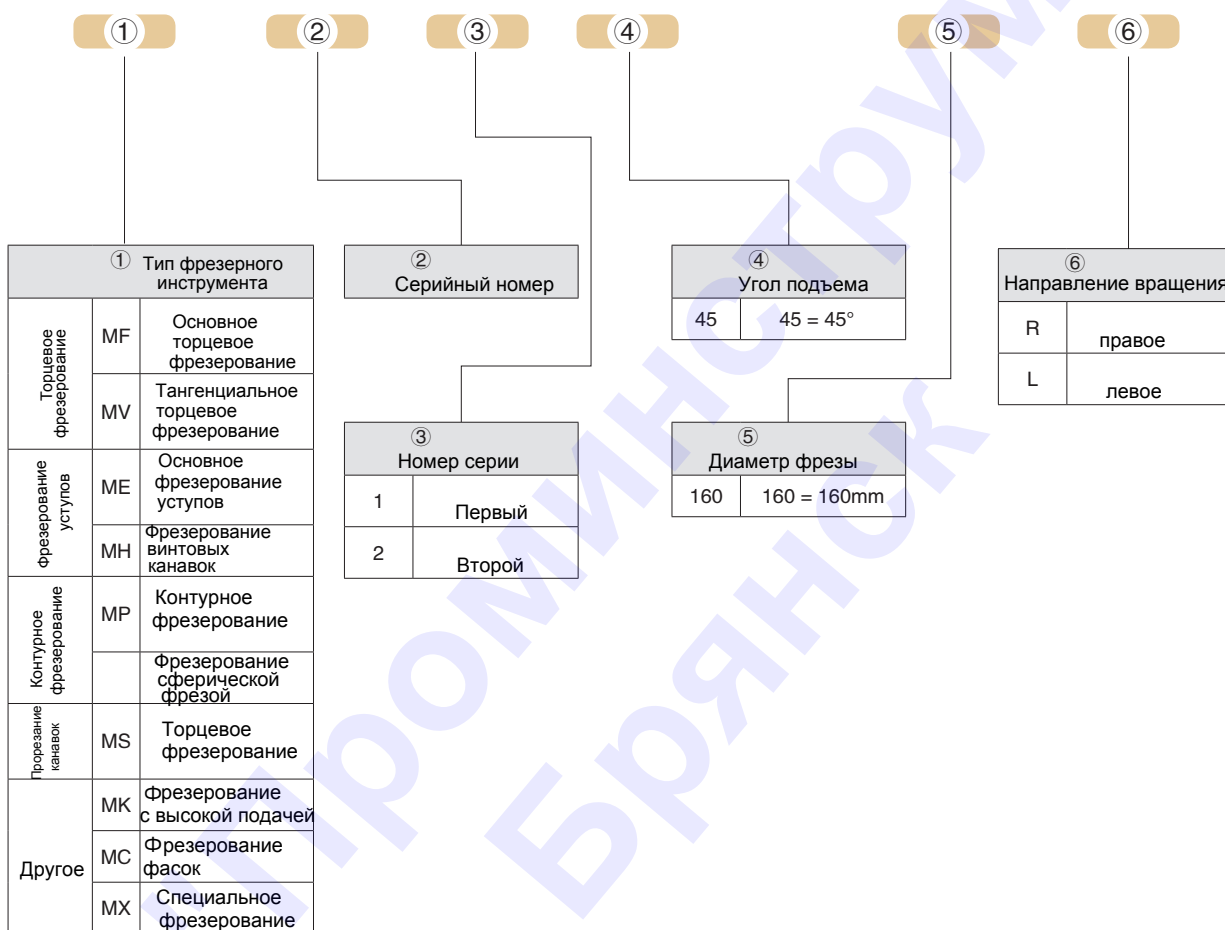 ① ② ③ ④ ⑤ ⑥
① Тип фрезерного
инструмента
Торцевое
фрезерование
MF
Основное
торцевое
фрезерование
MV
Тангенциальное
торцевое
фрезерование
Фрезерование
уступов
ME
Основное
фрезерование
уступов
MH
Фрезерование
винтовых
канавок
Контурное
фрезерование
MP
Контурное
фрезерование
Фрезерование
сферической
фрезой
Прорезание
канавок
MS
Торцевое
фрезерование
Другое
MK
Фрезерование
с высокой подачей
MC
Фрезерование
фасок
MX
Специальное
фрезерование
②
Серийный номер
③
Номер серии
1 Первый
2 Второй
④
Угол подъема
45 45 = 45°
⑤
Диаметр фрезы
160 160 = 160mm
⑥
Направление вращения
R правое
L левое
Брянск